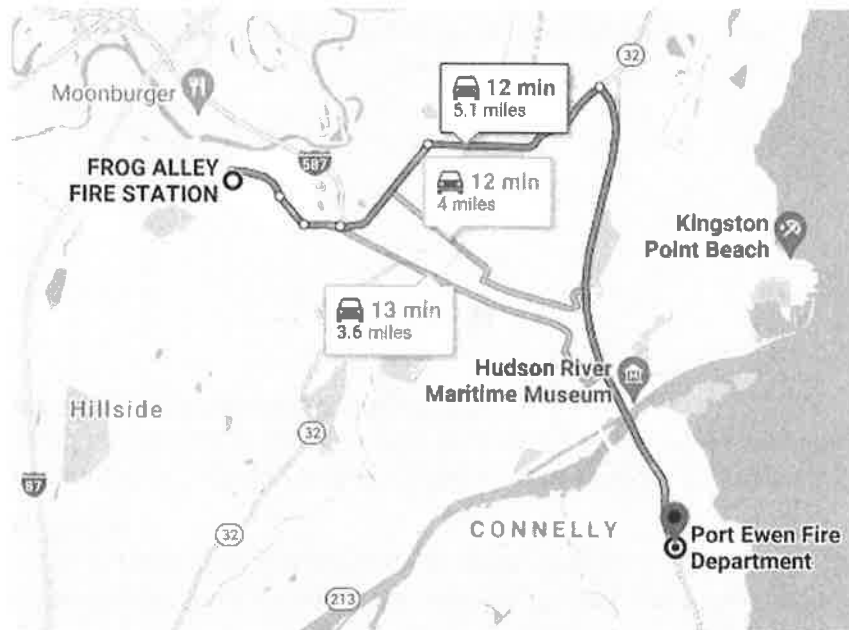 32
Moonburger
12 min
5.1 miles
587
FROG ALLEY
FIRE STATION
12 min
4 miles
Kingston
Point Beach
13 min
3.6 miles
Hudson River
Maritime Museum
Hillside
32
87
32
CONNELLY
Port Ewen Fire
Department
213